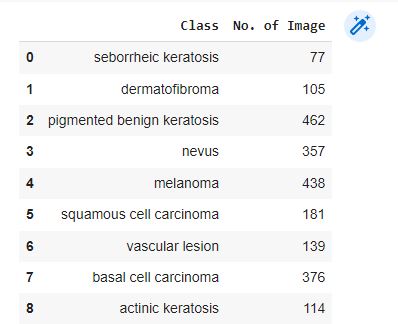 Class No. of Image
0 seborrheic keratosis 77
1 dermatofibroma 105
2 pigmented benign keratosis 462
3 nevus 357
4 melanoma 438
5 squamous cell carcinoma 181
6 vascular lesion 139
7 basal cell carcinoma 376
8 actinic keratosis 114